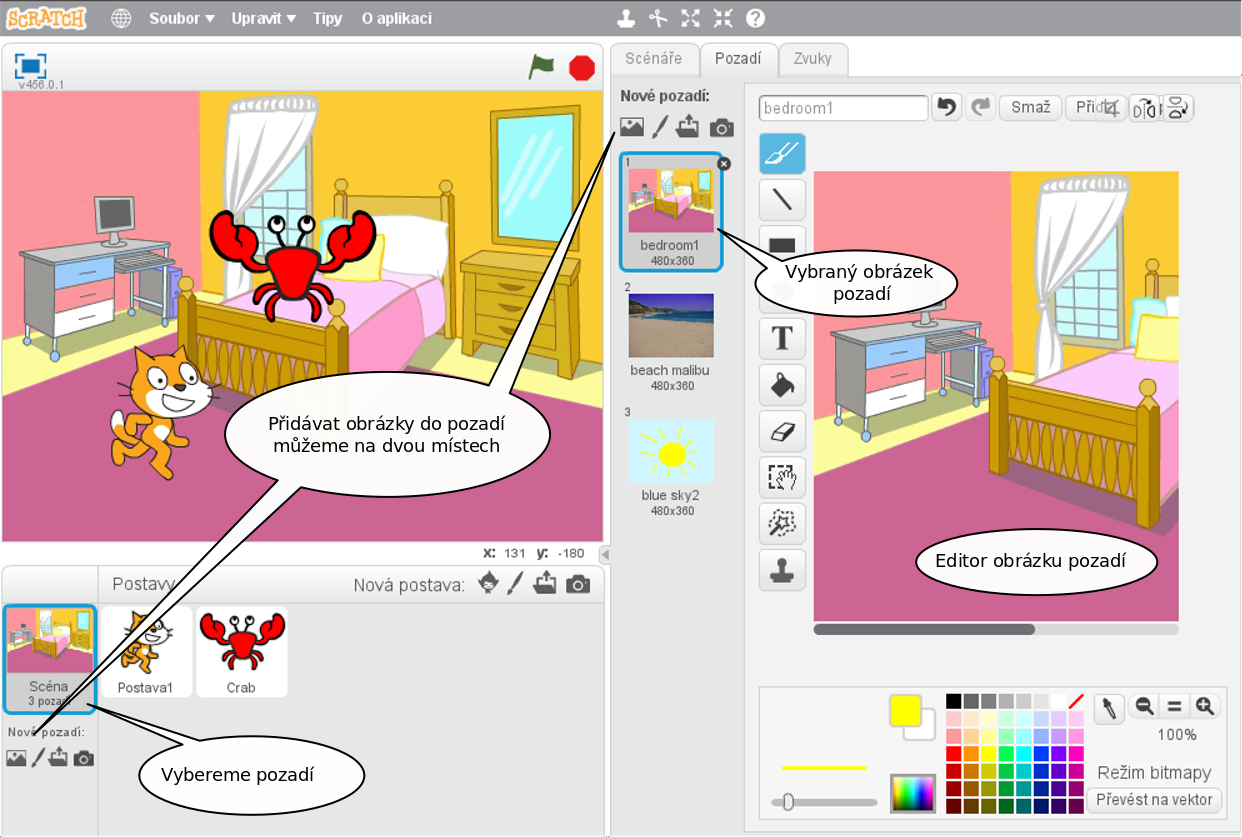 SCRATCH
Soubor ▼ Upravit ▼ Tipy O aplikaci
v456.0.1
Scénáře Pozadí Zvuky
Nové pozadí:
bedroom1
Smaž
1
bedroom1
480x360
2
beach malibu
480x360
3
blue sky2
480x360
T
Vybraný obrázek
pozadí
Přidávat obrázky do pozadí
můžeme na dvou místech
Editor obrázku pozadí
x: 131 y: -180
Postavy
Nová postava:
Scéna
3 pozadí
Postava1
Crab
Nové pozadí:
Vybereme pozadí
100%
Režim bitmapy
Převést na vektor